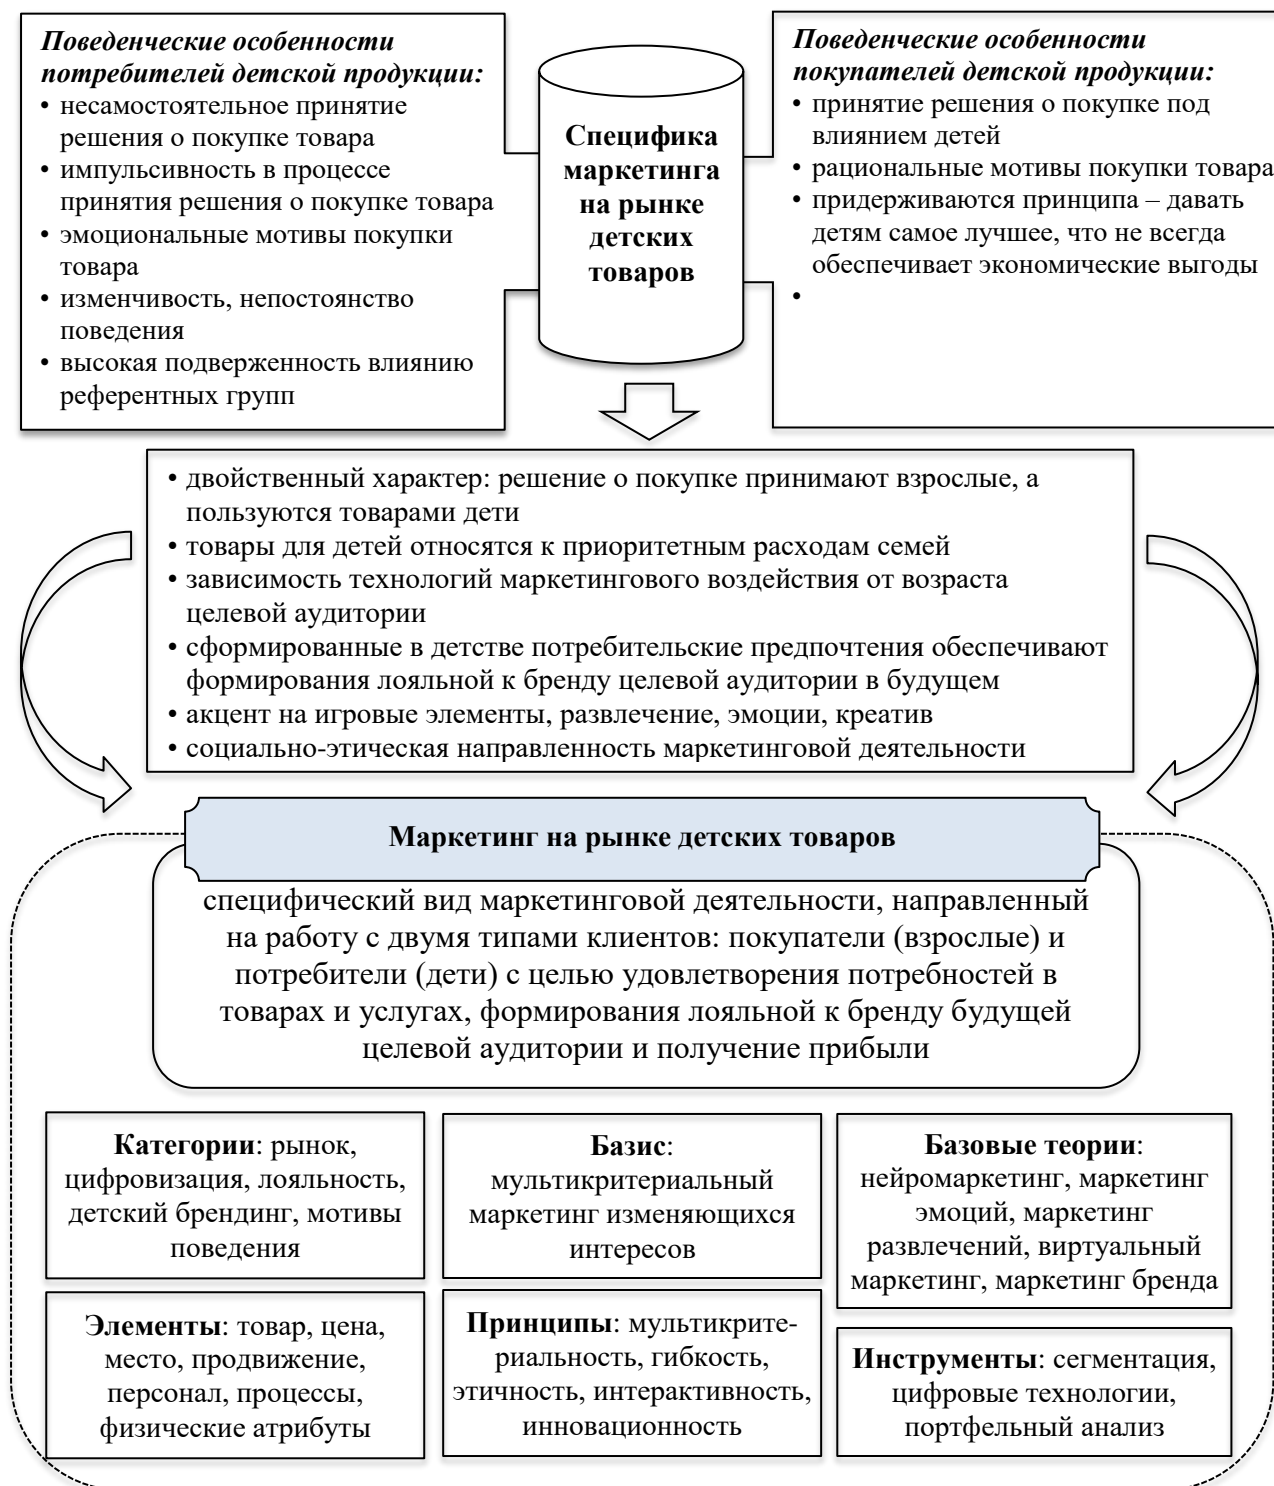 Поведенческие особенности
потребителей детской продукции:
• несамостоятельное принятие
решения о покупке товара
• импульсивность в процессе
принятия решения о покупке товара
• эмоциональные мотивы покупки
товара
• изменчивость, непостоянство
поведения
• высокая подверженность влиянию
референтных групп
Специфика
маркетинга
на рынке
детских
товаров
Поведенческие особенности
покупателей детской продукции:
• принятие решения о покупке под
влиянием детей
• рациональные мотивы покупки товара
• придерживаются принципа – давать
детям самое лучшее, что не всегда
обеспечивает экономические выгоды
•
• двойственный характер: решение о покупке принимают взрослые, а
пользуются товарами дети
• товары для детей относятся к приоритетным расходам семей
• зависимость технологий маркетингового воздействия от возраста
целевой аудитории
• сформированные в детстве потребительские предпочтения обеспечивают
формирования лояльной к бренду целевой аудитории в будущем
• акцент на игровые элементы, развлечение, эмоции, креатив
• социально-этическая направленность маркетинговой деятельности
Маркетинг на рынке детских товаров
специфический вид маркетинговой деятельности, направленный
на работу с двумя типами клиентов: покупатели (взрослые) и
потребители (дети) с целью удовлетворения потребностей в
товарах и услугах, формирования лояльной к бренду будущей
целевой аудитории и получение прибыли
Категории: рынок,
цифровизация, лояльность,
детский брендинг, мотивы
поведения
Базис:
мультикритериальный
маркетинг изменяющихся
интересов
Базовые теории:
нейромаркетинг, маркетинг
эмоций, маркетинг
развлечений, виртуальный
маркетинг, маркетинг бренда
Элементы: товар, цена,
место, продвижение,
персонал, процессы,
физические атрибуты
Принципы: мультикрите-
риальность, гибкость,
этичность, интерактивность,
инновационность
Инструменты: сегментация,
цифровые технологии,
портфельный анализ